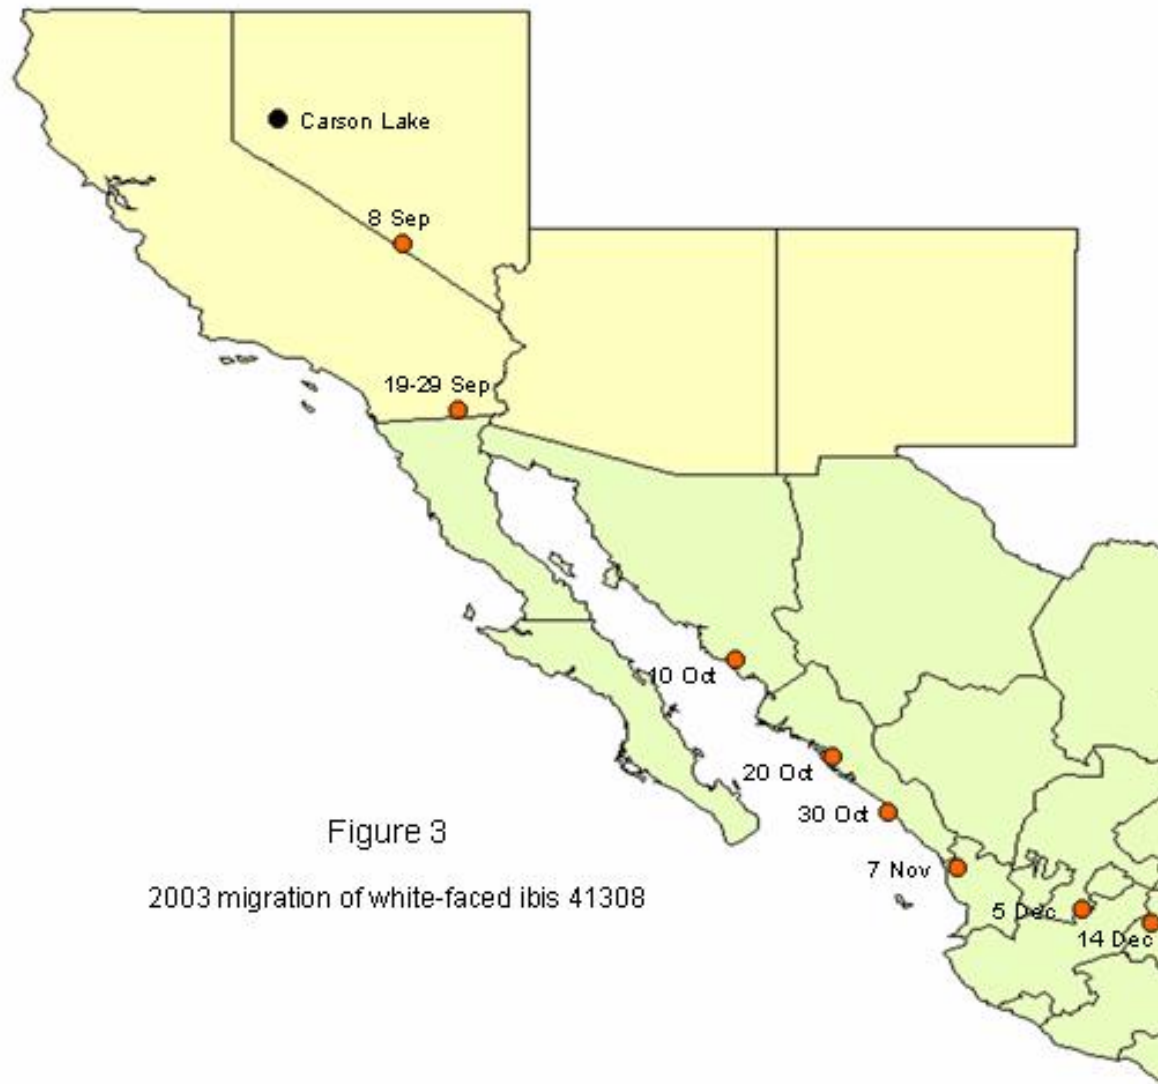 Carson Lake
8 Sep
19-29 Sep
10 Oct
20 Oct
30 Oct
7 Nov
5 Dec
14 Dec
Figure 3
2003 migration of white-faced ibis 41308